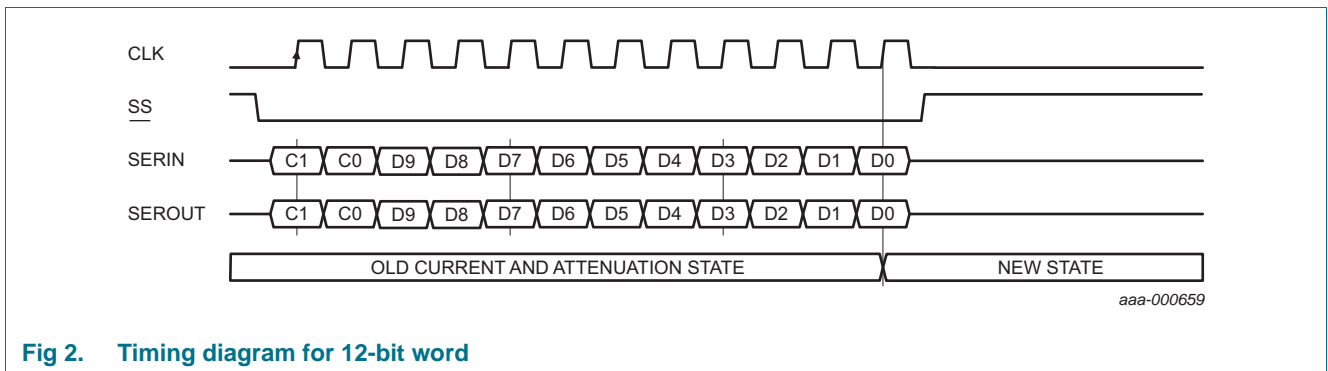 CLK
SS
SERIN C1 C0 D9 D8 D7 D6 D5 D4 D3 D2 D1 D0
SEROUT C1 C0 D9 D8 D7 D6 D5 D4 D3 D2 D1 D0
OLD CURRENT AND ATTENUATION STATE NEW STATE
aaa-000659
Fig 2. Timing diagram for 12-bit word